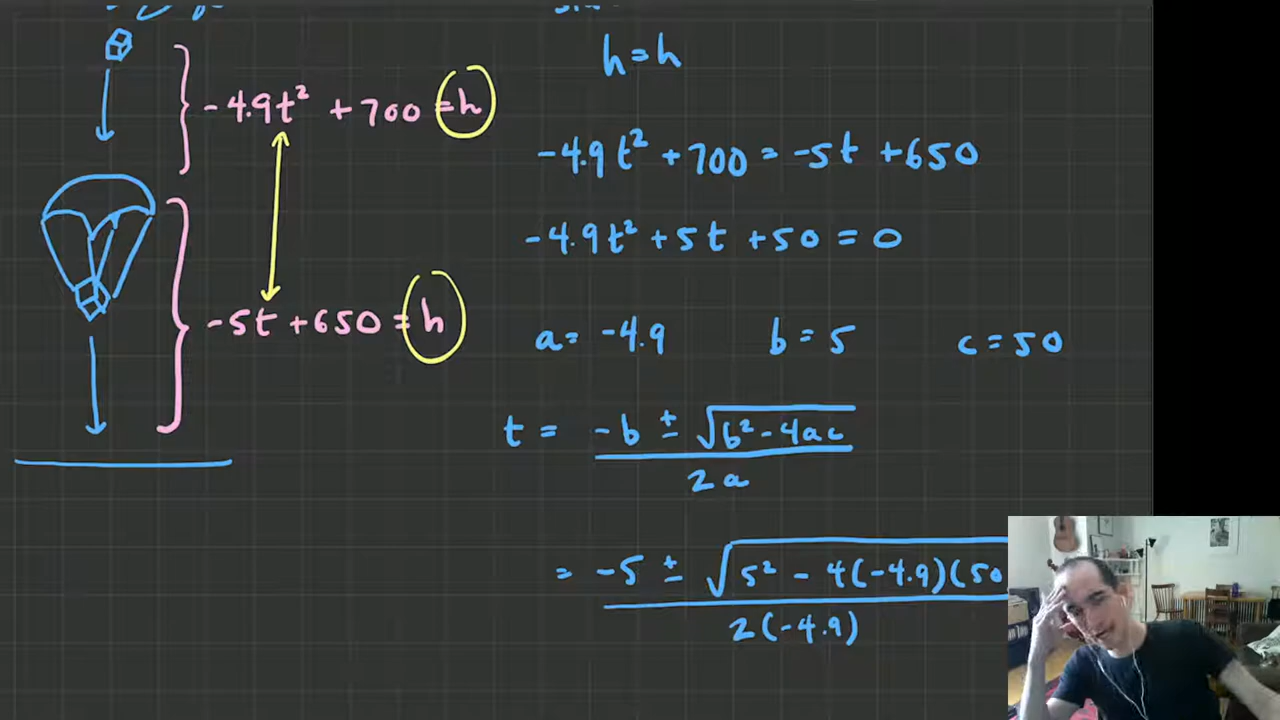 -4.9t² + 700 = h
-5t + 650 = h
h = h
-4.9t² + 700 = -5t + 650
-4.9t² + 5t + 50 = 0
a = -4.9 b = 5 c = 50
t = -b ± √b² - 4ac
2a
= -5 ± √5² - 4(-4.9)(50
2(-4.9)